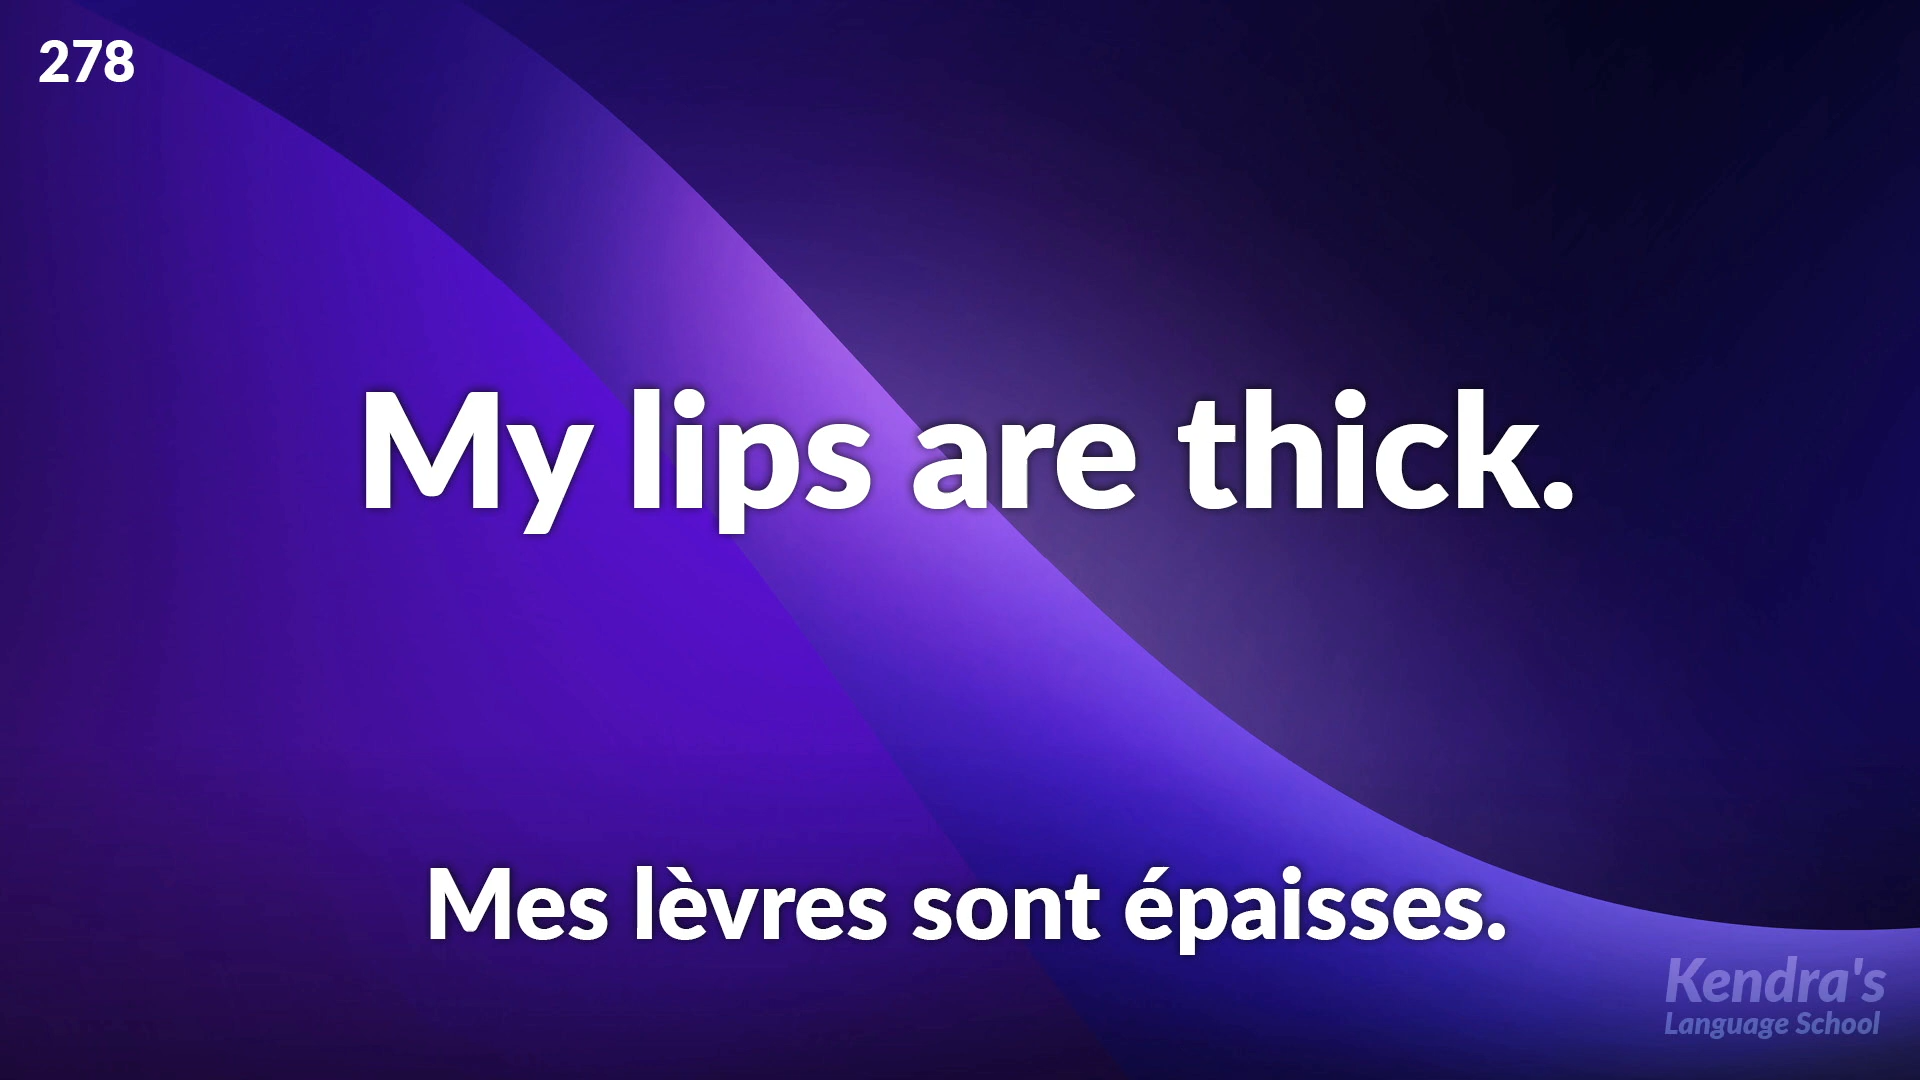 278
My lips are thick.
Mes lèvres sont épaisses.
Kendra's
Language School